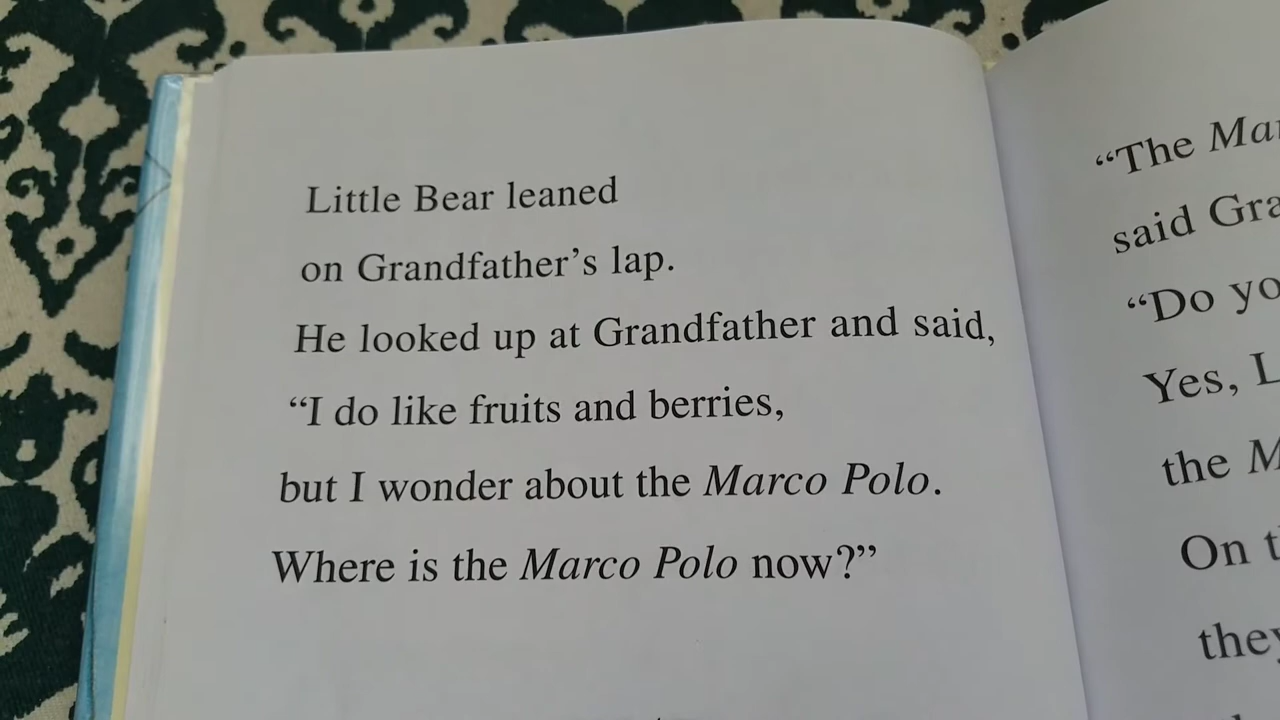 Little Bear leaned
on Grandfather's lap.
He looked up at Grandfather and said,
“I do like fruits and berries,
but I wonder about the Marco Polo.
Where is the Marco Polo now?”
“The
said
“Do
Yes,
the
On